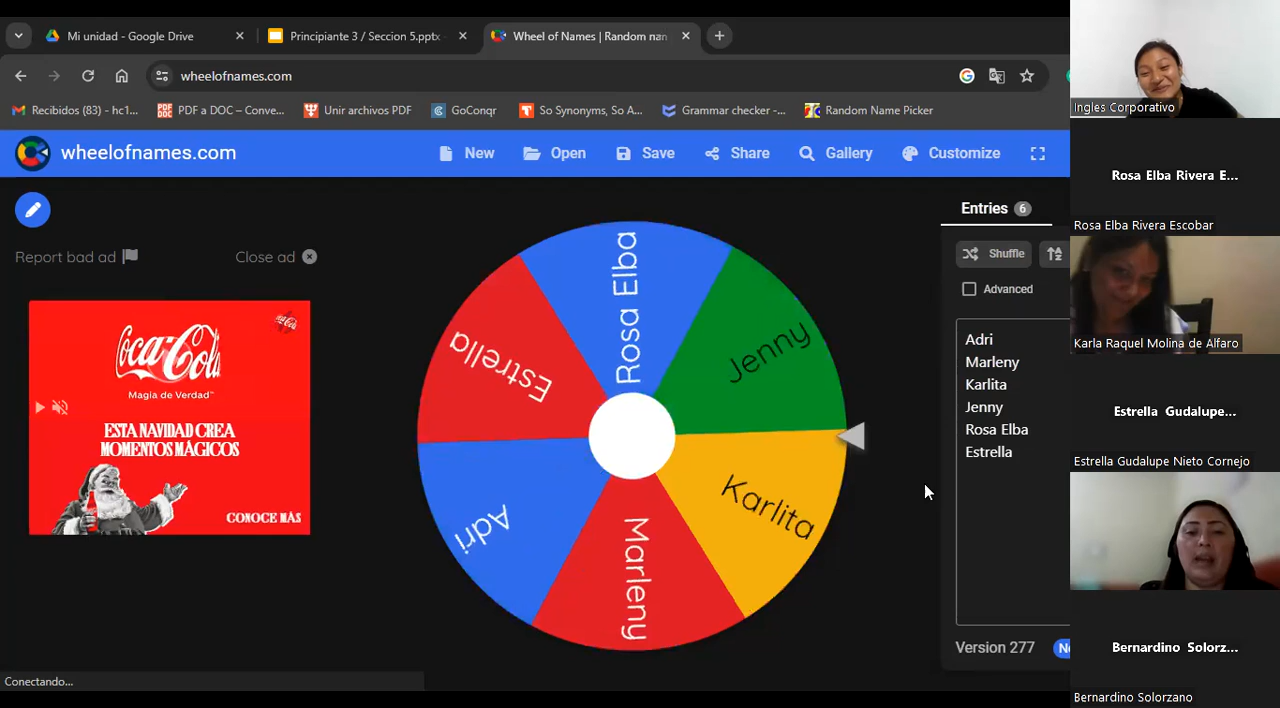 Mi unidad - Google Drive
Principiante 3 / Seccion 5.pptx
Wheel of Names | Random nan
wheelofnames.com
Recibidos (83) - hc1...
PDF a DOC – Conve...
Unir archivos PDF
GoConqr
So Synonyms, So A...
Grammar checker -...
Random Name Picker
wheelofnames.com
New
Open
Save
Share
Gallery
Customize
Report bad ad
Close ad
Coca-Cola
Magia de Verdad™
ESTA NAVIDAD CREA
MOMENTOS MÁGICOS
CONOCE MÁS
Rosa Elba
Jenny
Karlita
Marleny
Adri
Estrella
Entries 6
Shuffle
Advanced
Adri
Marleny
Karlita
Jenny
Rosa Elba
Estrella
Version 277
Conectando...
Ingles Corporativo
Rosa Elba Rivera E...
Rosa Elba Rivera Escobar
Karla Raquel Molina de Alfaro
Estrella Gudalupe...
Estrella Gudalupe Nieto Cornejo
Bernardino Solorz...
Bernardino Solorzano